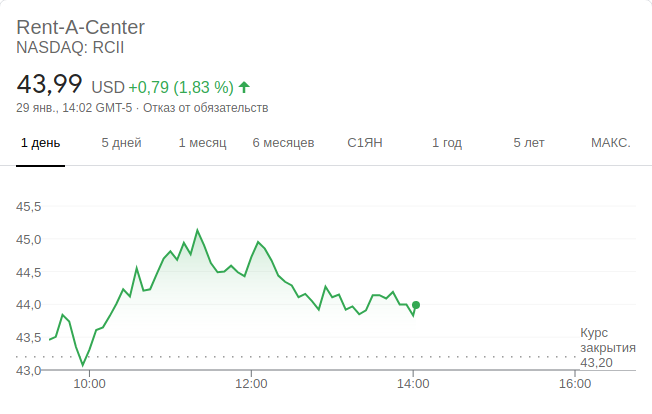 Rent-A-Center
NASDAQ: RCII
43,99 USD +0,79 (1,83 %)
29 янв., 14:02 GMT-5 · Отказ от обязательств
1 день 5 дней 1 месяц 6 месяцев С1ЯН 1 год 5 лет МАКС.
45,5
45,0
44,5
44,0
43,5
43,0
Курс
закрытия
43,20
10:00 12:00 14:00 16:00